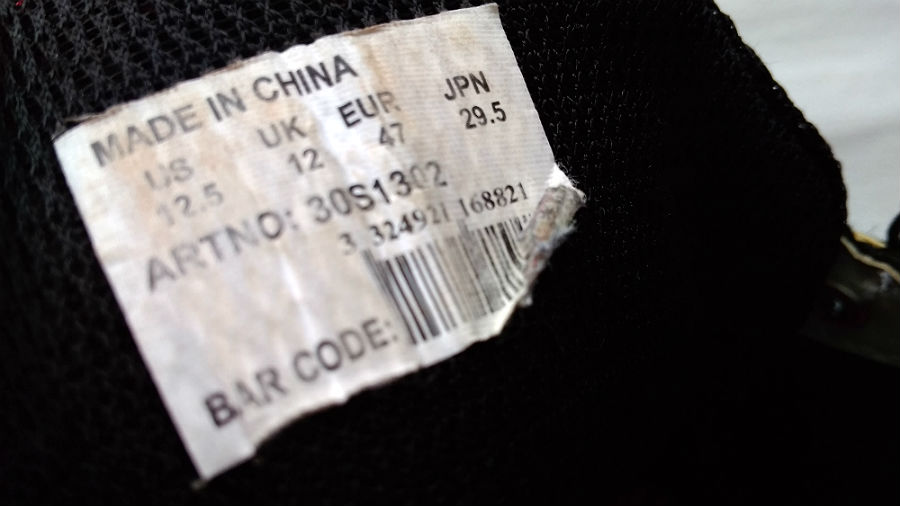 MADE IN CHINA
US UK EUR JPN
12.5 12 47 29.5
ARTNO: 30S1302
3 324921 168821
BAR CODE: